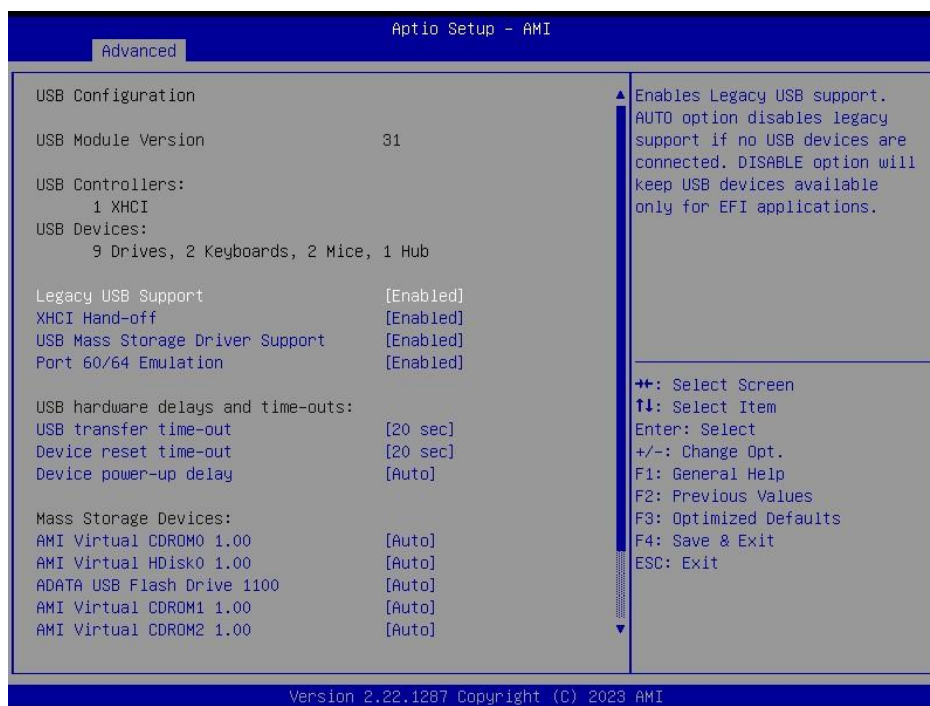 Aptio Setup - AMI
Advanced
USB Configuration
USB Module Version 31
USB Controllers:
1 XHCI
USB Devices:
9 Drives, 2 Keyboards, 2 Mice, 1 Hub
Legacy USB Support [Enabled]
XHCI Hand-off [Enabled]
USB Mass Storage Driver Support [Enabled]
Port 60/64 Emulation [Enabled]
USB hardware delays and time-outs:
USB transfer time-out [20 sec]
Device reset time-out [20 sec]
Device power-up delay [Auto]
Mass Storage Devices:
AMI Virtual CDROM0 1.00 [Auto]
AMI Virtual HDisk0 1.00 [Auto]
ADATA USB Flash Drive 1100 [Auto]
AMI Virtual CDROM1 1.00 [Auto]
AMI Virtual CDROM2 1.00 [Auto]
Enables Legacy USB support.
AUTO option disables legacy
support if no USB devices are
connected. DISABLE option will
keep USB devices available
only for EFI applications.
→←: Select Screen
↑↓: Select Item
Enter: Select
+/-: Change Opt.
F1: General Help
F2: Previous Values
F3: Optimized Defaults
F4: Save & Exit
ESC: Exit
Version 2.22.1287 Copyright (C) 2023 AMI